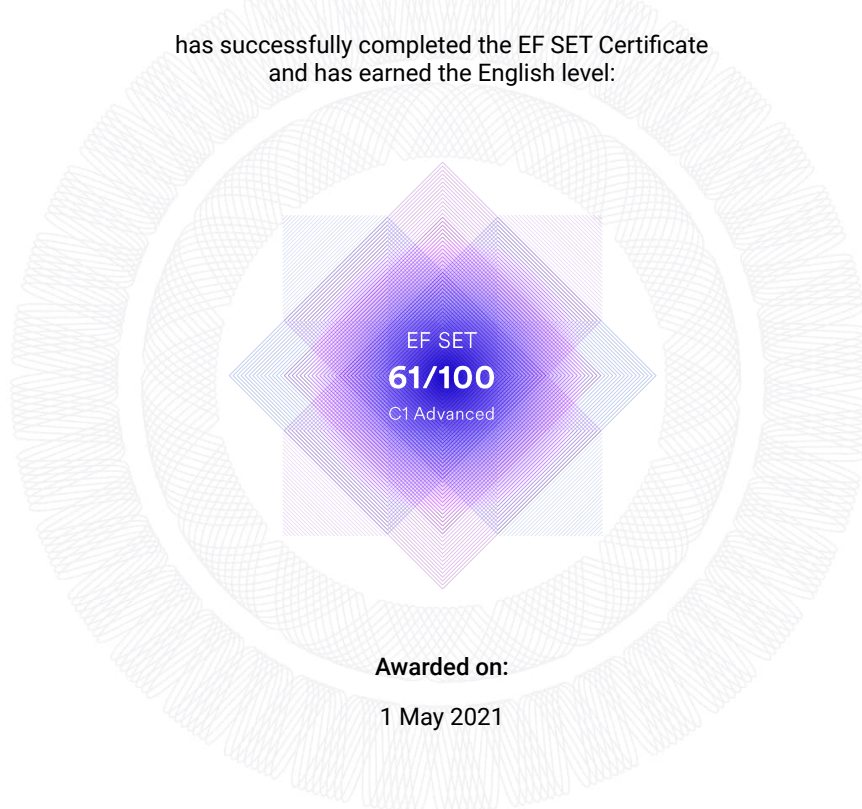 has successfully completed the EF SET Certificate
and has earned the English level:
EF SET
61/100
C1 Advanced
Awarded on:
1 May 2021